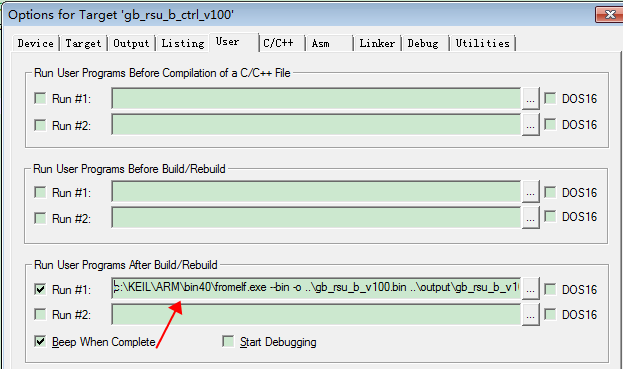 Options for Target 'gb_rsu_b_ctrl_v100'
Device Target Output Listing User C/C++ Asm Linker Debug Utilities
Run User Programs Before Compilation of a C/C++ File
Run #1: ... DOS16
Run #2: ... DOS16
Run User Programs Before Build/Rebuild
Run #1: ... DOS16
Run #2: ... DOS16
Run User Programs After Build/Rebuild
Run #1: c:\KEIL\ARM\bin40\fromelf.exe --bin -o ..\gb_rsu_b_v100.bin ..\output\gb_rsu_b_v10 ... DOS16
Run #2: ... DOS16
Beep When Complete Start Debugging